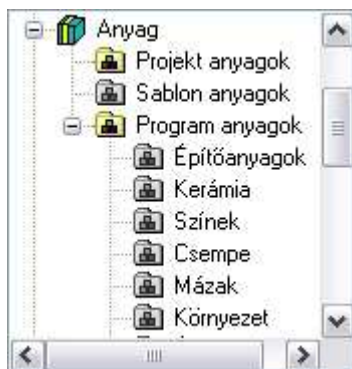 Anyag
Projekt anyagok
Sablon anyagok
Program anyagok
Építőanyagok
Kerámia
Színek
Csempe
Mázak
Környezet